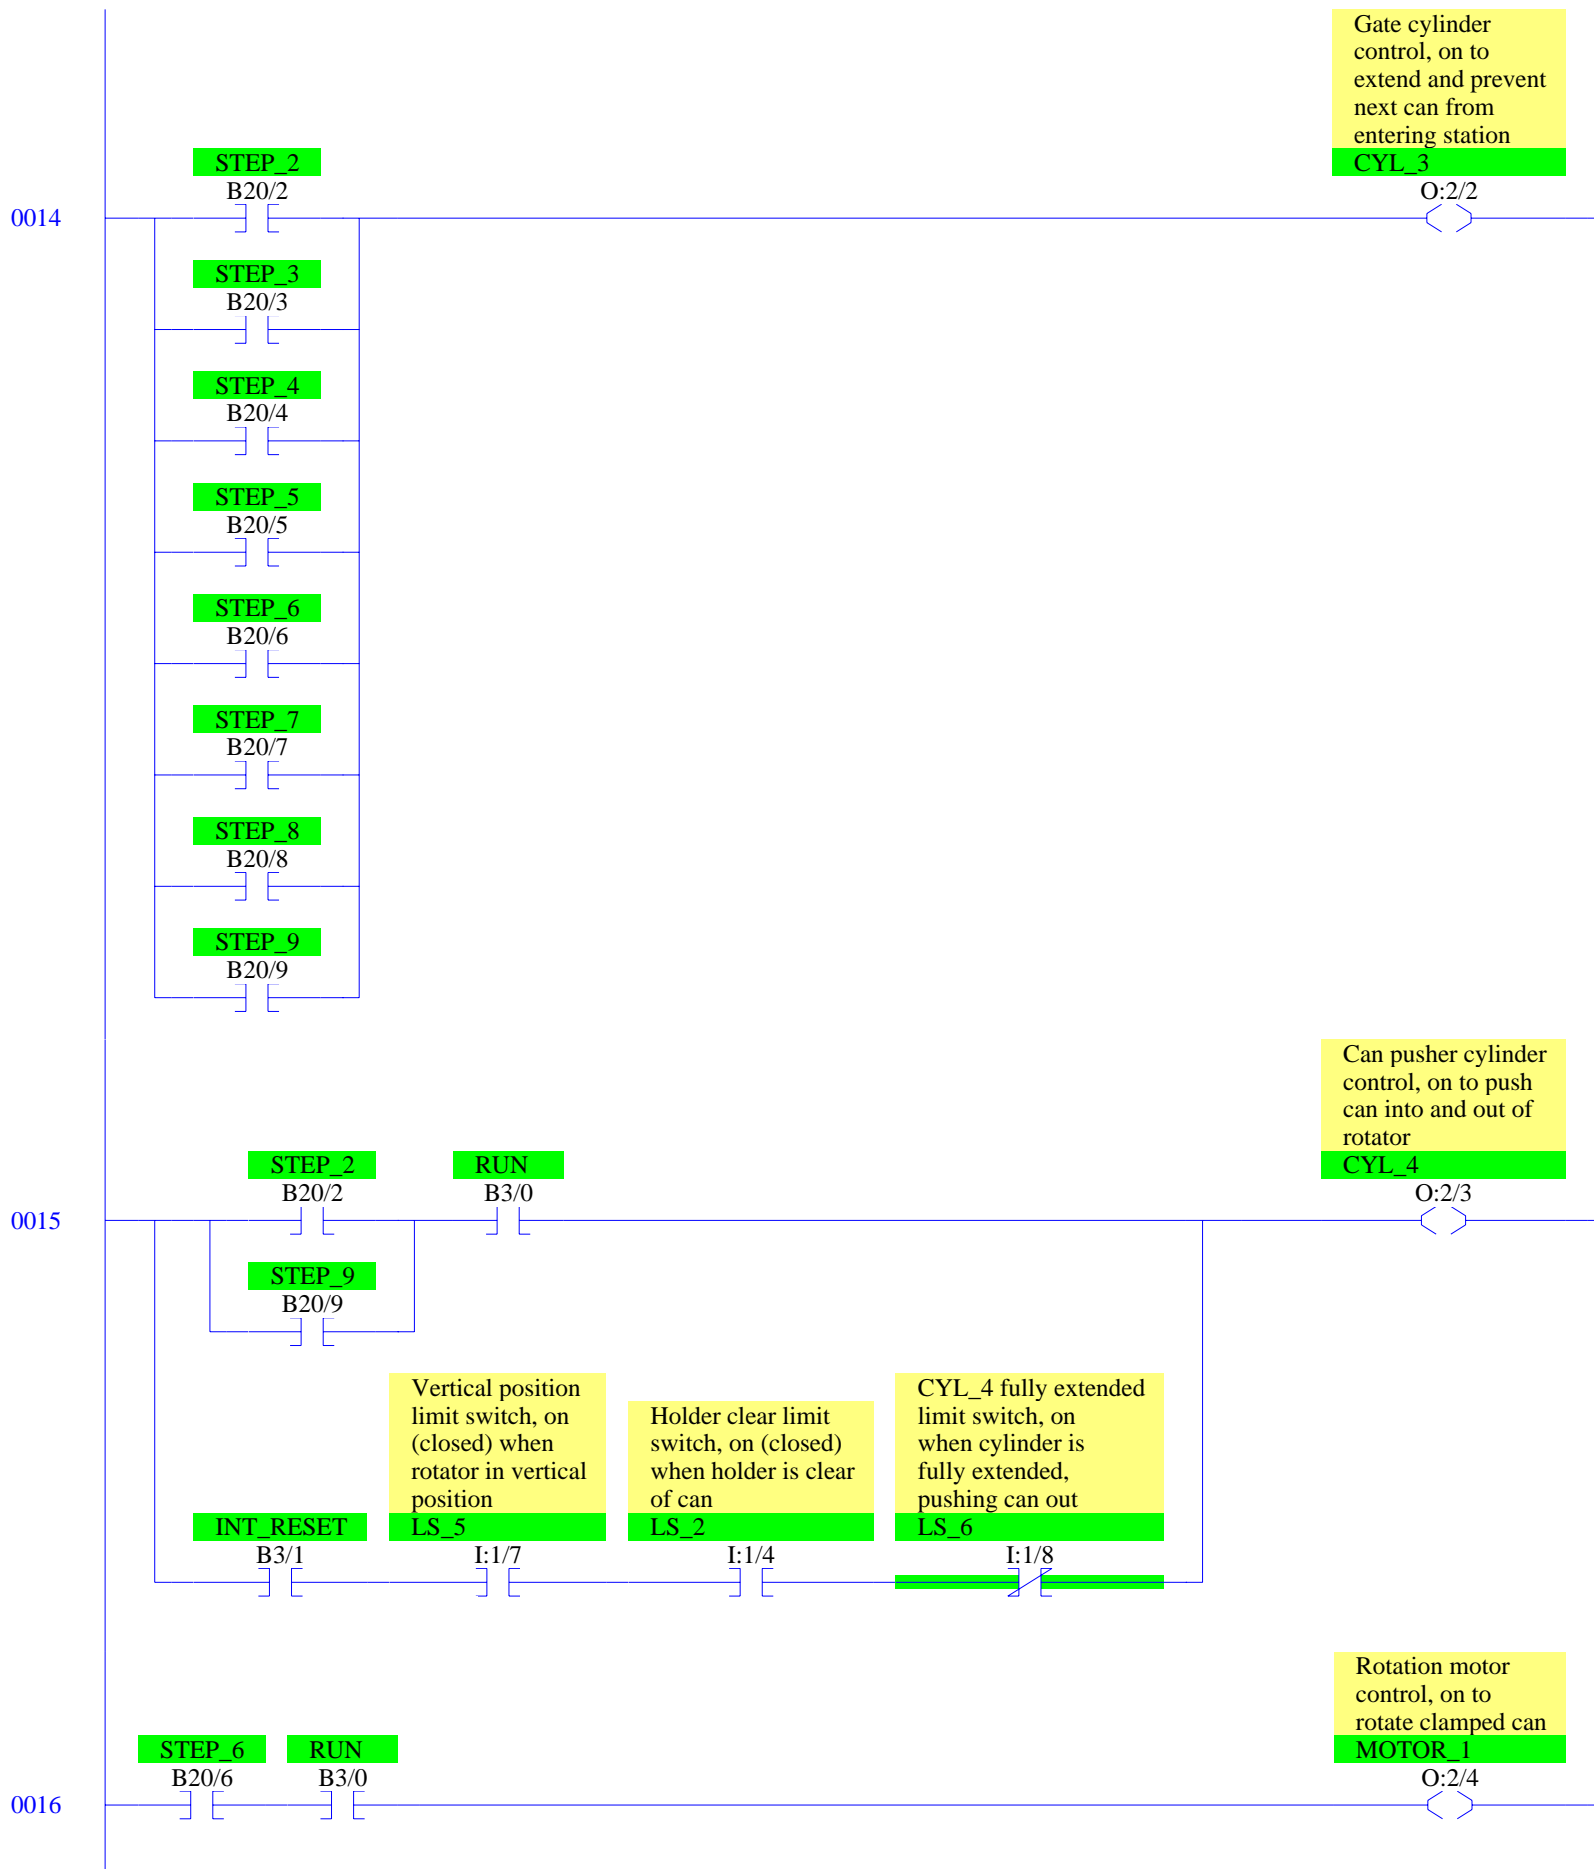 Gate cylinder
control, on to
extend and prevent
next can from
entering station
CYL_3
O:2/2
0014
STEP_2
B20/2
STEP_3
B20/3
STEP_4
B20/4
STEP_5
B20/5
STEP_6
B20/6
STEP_7
B20/7
STEP_8
B20/8
STEP_9
B20/9
Can pusher cylinder
control, on to push
can into and out of
rotator
CYL_4
O:2/3
0015
STEP_2
B20/2
RUN
B3/0
STEP_9
B20/9
INT_RESET
B3/1
Vertical position
limit switch, on
(closed) when
rotator in vertical
position
LS_5
I:1/7
Holder clear limit
switch, on (closed)
when holder is clear
of can
LS_2
I:1/4
CYL_4 fully extended
limit switch, on
when cylinder is
fully extended,
pushing can out
LS_6
I:1/8
Rotation motor
control, on to
rotate clamped can
MOTOR_1
O:2/4
0016
STEP_6
B20/6
RUN
B3/0